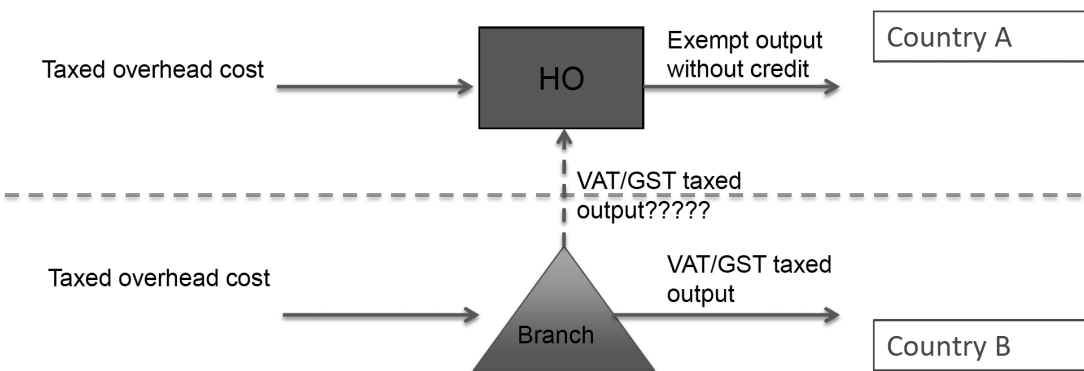 Taxed overhead cost
HO
Exempt output
without credit
Country A
VAT/GST taxed
output?????
Taxed overhead cost
Branch
VAT/GST taxed
output
Country B